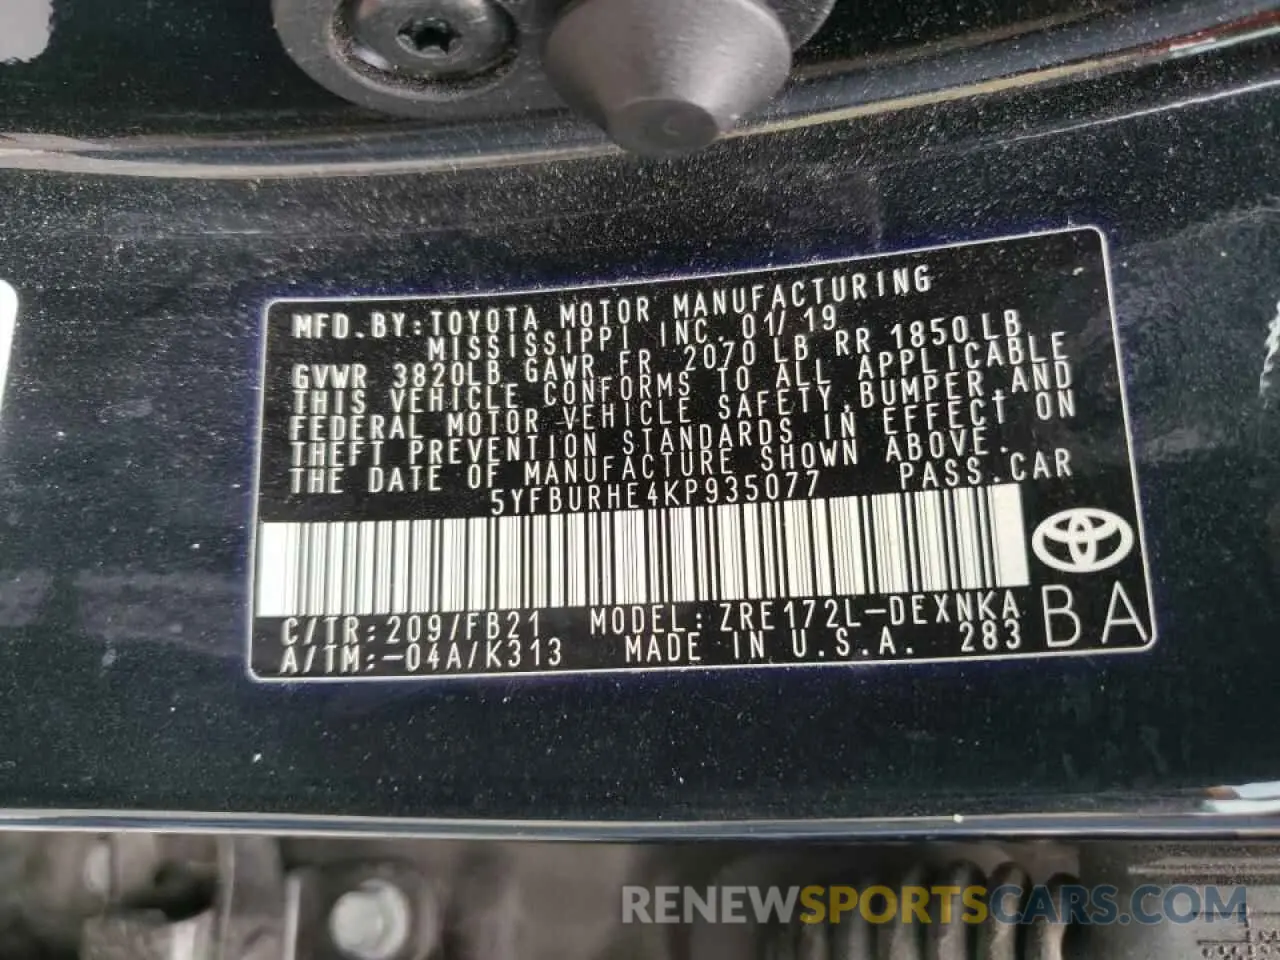 MFD.BY:TOYOTA MOTOR MANUFACTURING
MISSISSIPPI INC. 01/19
GVWR 3820LB GAWR FR 2070 LB RR 1850 LB
THIS VEHICLE CONFORMS TO ALL APPLICABLE
FEDERAL MOTOR VEHICLE SAFETY, BUMPER, AND
THEFT PREVENTION STANDARDS IN EFFECT ON
THE DATE OF MANUFACTURE SHOWN ABOVE.
5YFBURHE4KP935077 PASS.CAR
C/TR:209/FB21 MODEL:ZRE172L-DEXNKA
A/TM:-04A/K313 MADE IN U.S.A. 283
BA
RENEWSPORTSCARS.COM